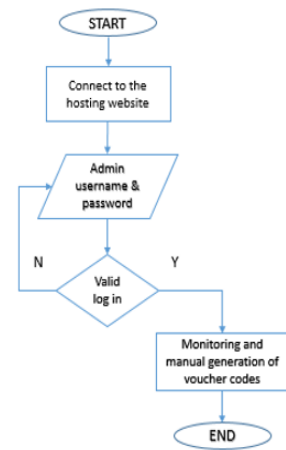 START
Connect to the
hosting website
Admin
username &
password
N
Y
Valid
log in
Monitoring and
manual generation of
voucher codes
END